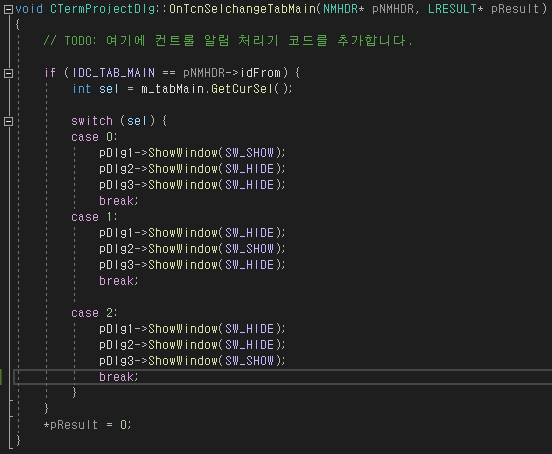 void CTermProjectDlg::OnTcnSelchangeTabMain(NMHDR* pNMHDR, LRESULT* pResult)
{
// TODO: 여기에 컨트롤 알림 처리기 코드를 추가합니다.
if (IDC_TAB_MAIN == pNMHDR->idFrom) {
int sel = m_tabMain.GetCurSel();
switch (sel) {
case 0:
pDlg1->ShowWindow(SW_SHOW);
pDlg2->ShowWindow(SW_HIDE);
pDlg3->ShowWindow(SW_HIDE);
break;
case 1:
pDlg1->ShowWindow(SW_HIDE);
pDlg2->ShowWindow(SW_SHOW);
pDlg3->ShowWindow(SW_HIDE);
break;
case 2:
pDlg1->ShowWindow(SW_HIDE);
pDlg2->ShowWindow(SW_HIDE);
pDlg3->ShowWindow(SW_SHOW);
break;
}
}
*pResult = 0;
}